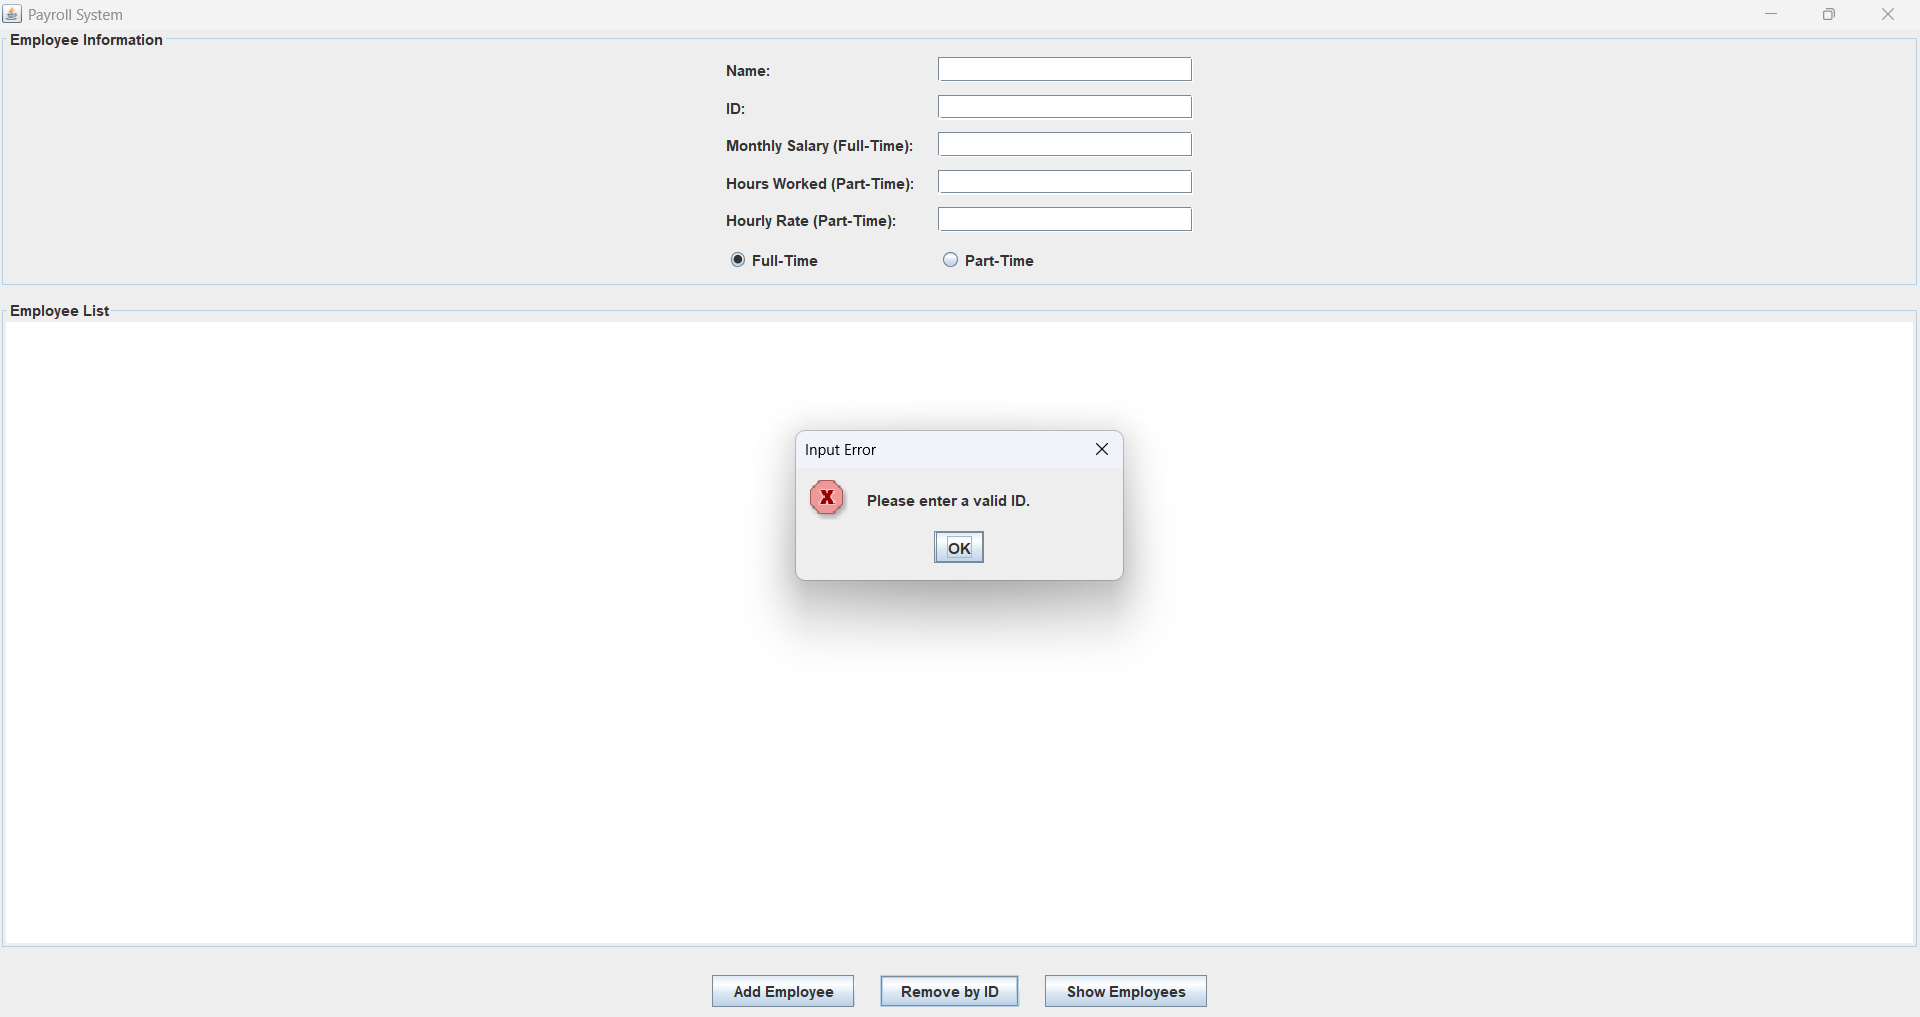 Payroll System
Employee Information
Name:
ID:
Monthly Salary (Full-Time):
Hours Worked (Part-Time):
Hourly Rate (Part-Time):
Full-Time Part-Time
Employee List
Input Error
X Please enter a valid ID.
OK
Add Employee Remove by ID Show Employees